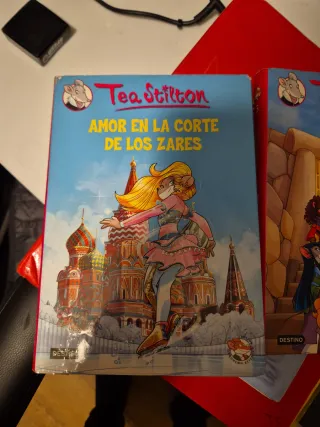 Tea Stilton
AMOR EN LA CORTE
DE LOS ZARES
DESTINO